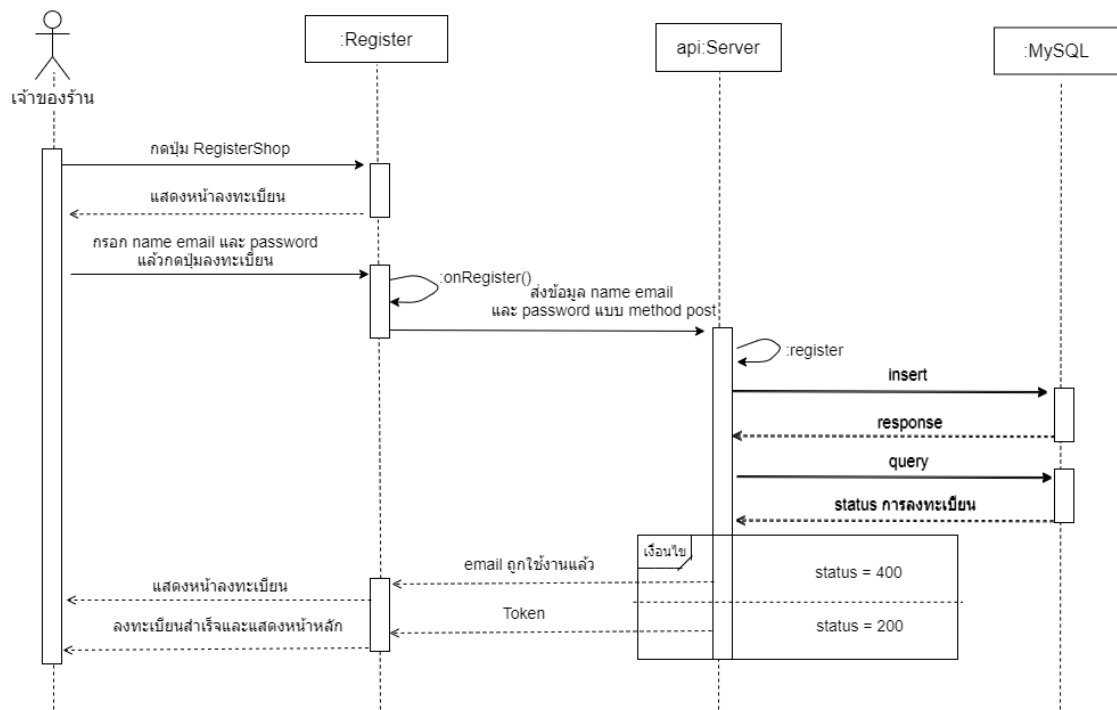 :Register
api:Server
:MySQL
เจ้าของร้าน
กดปุ่ม RegisterShop
แสดงหน้าลงทะเบียน
กรอก name email และ password
แล้วกดปุ่มลงทะเบียน
:onRegister()
ส่งข้อมูล name email
และ password แบบ method post
:register
insert
response
query
status การลงทะเบียน
เงื่อนไข
email ถูกใช้งานแล้ว
status = 400
แสดงหน้าลงทะเบียน
Token
status = 200
ลงทะเบียนสำเร็จและแสดงหน้าหลัก